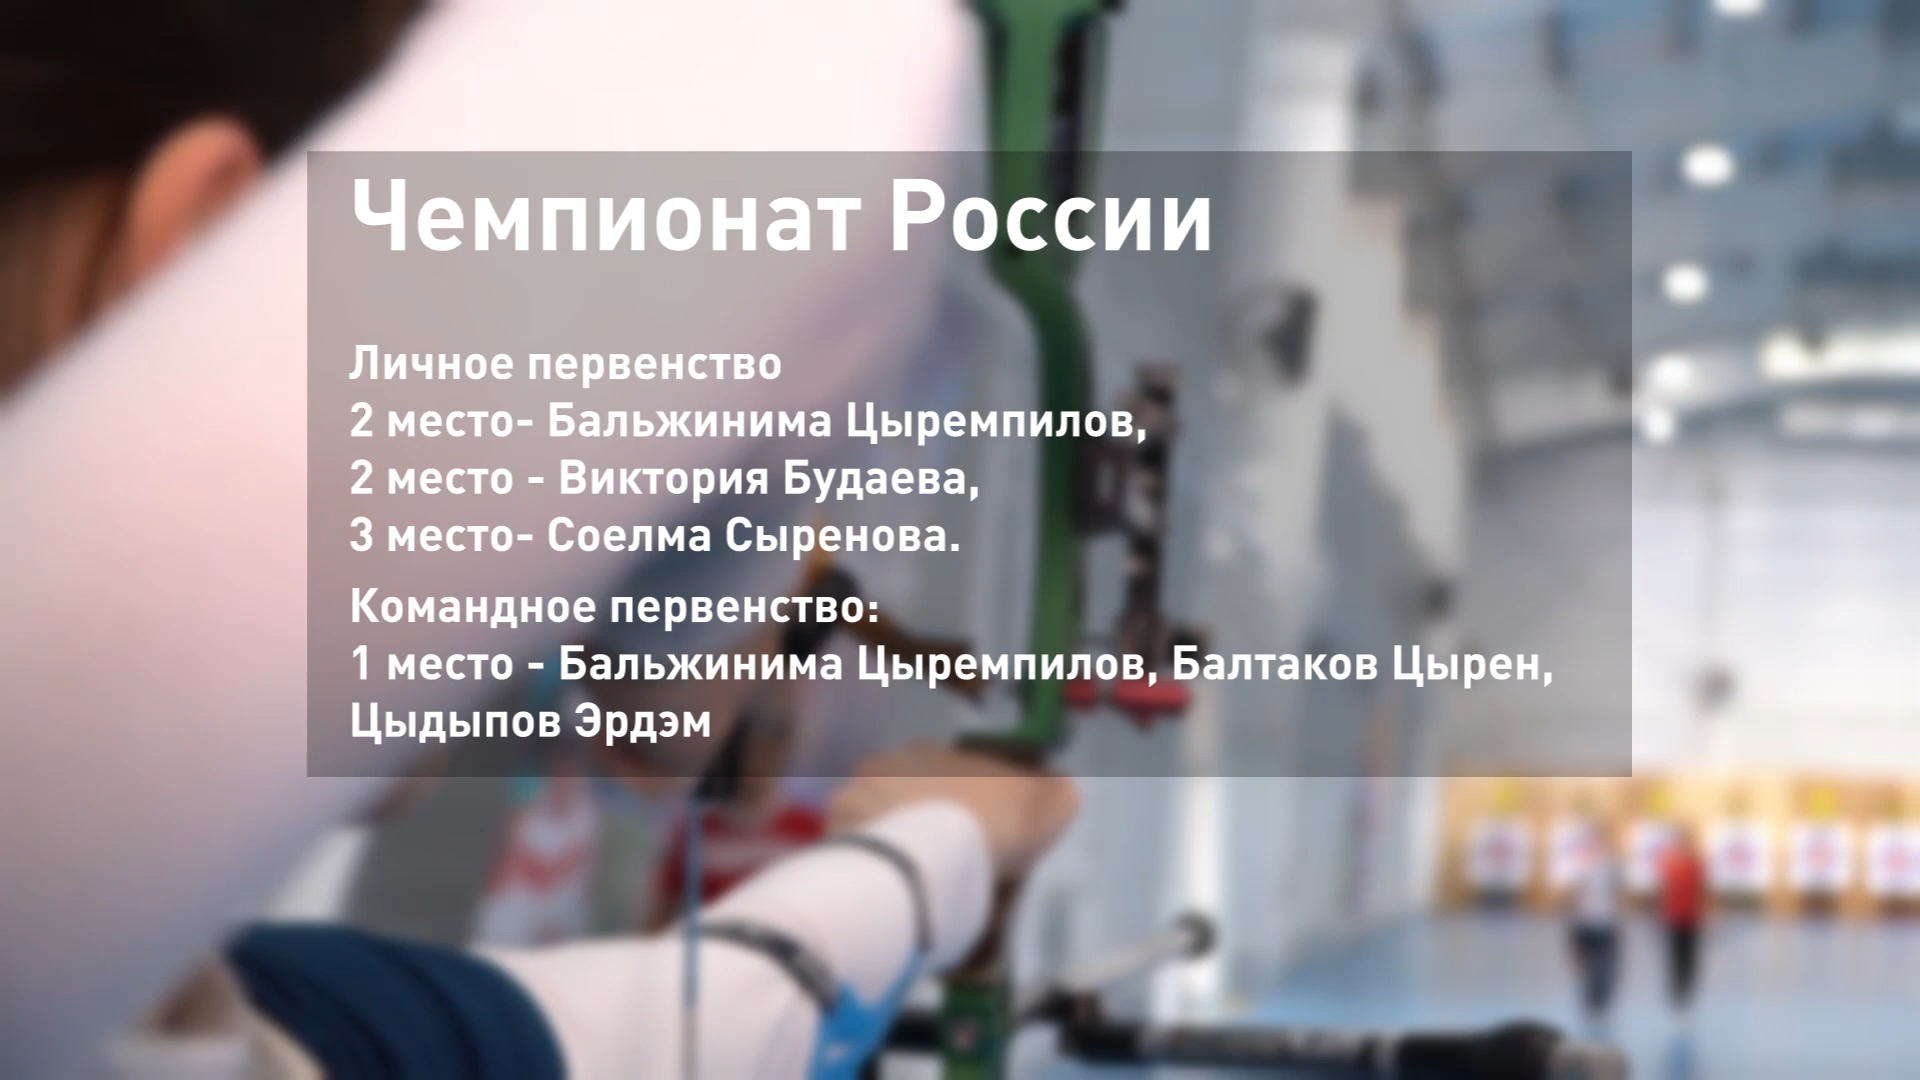 Чемпионат России
Личное первенство
2 место- Бальжинима Цыремпилов,
2 место - Виктория Будаева,
3 место- Соелма Сыренова.
Командное первенство:
1 место - Бальжинима Цыремпилов, Балтаков Цырен,
Цыдыпов Эрдэм